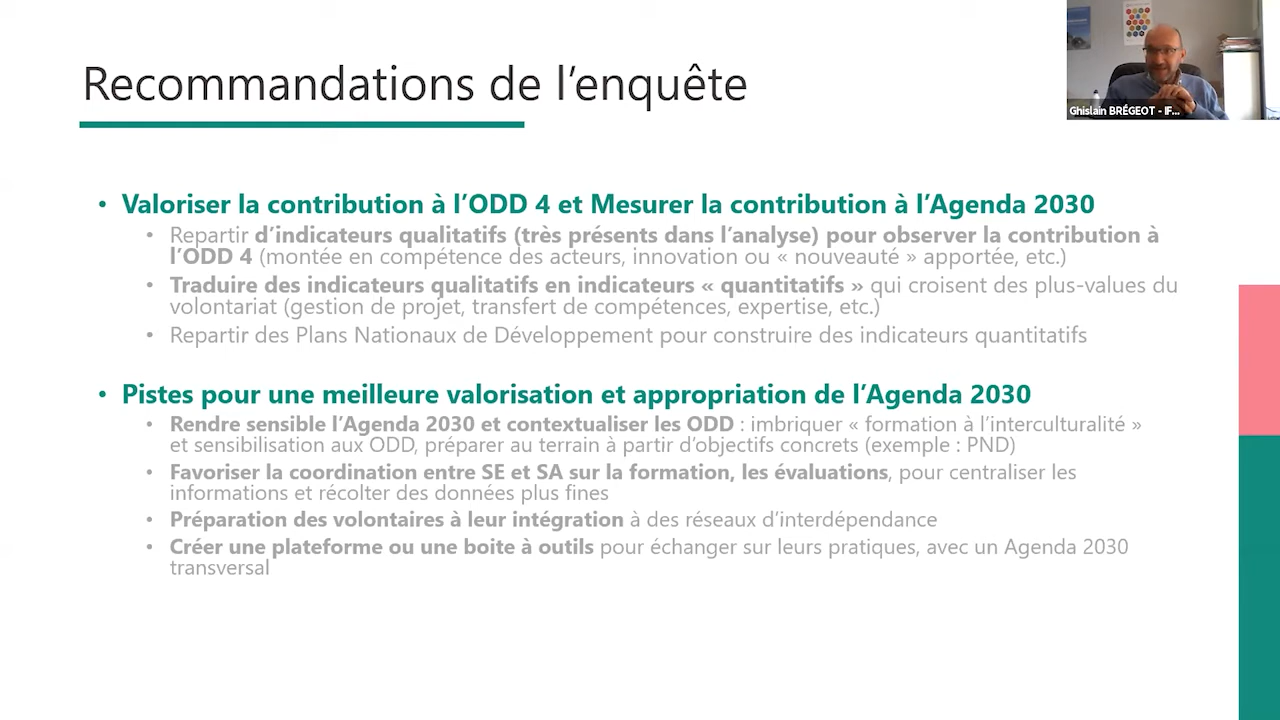 Recommandations de l'enquête
Ghislain BRÉGEOT - IF...
• Valoriser la contribution à l'ODD 4 et Mesurer la contribution à l'Agenda 2030
• Repartir d'indicateurs qualitatifs (très présents dans l'analyse) pour observer la contribution à
l'ODD 4 (montée en compétence des acteurs, innovation ou « nouveauté » apportée, etc.)
• Traduire des indicateurs qualitatifs en indicateurs « quantitatifs » qui croisent des plus-values du
volontariat (gestion de projet, transfert de compétences, expertise, etc.)
• Repartir des Plans Nationaux de Développement pour construire des indicateurs quantitatifs
• Pistes pour une meilleure valorisation et appropriation de l'Agenda 2030
• Rendre sensible l'Agenda 2030 et contextualiser les ODD : imbriquer « formation à l'interculturalité »
et sensibilisation aux ODD, préparer au terrain à partir d'objectifs concrets (exemple : PND)
• Favoriser la coordination entre SE et SA sur la formation, les évaluations, pour centraliser les
informations et récolter des données plus fines
• Préparation des volontaires à leur intégration à des réseaux d'interdépendance
• Créer une plateforme ou une boite à outils pour échanger sur leurs pratiques, avec un Agenda 2030
transversal